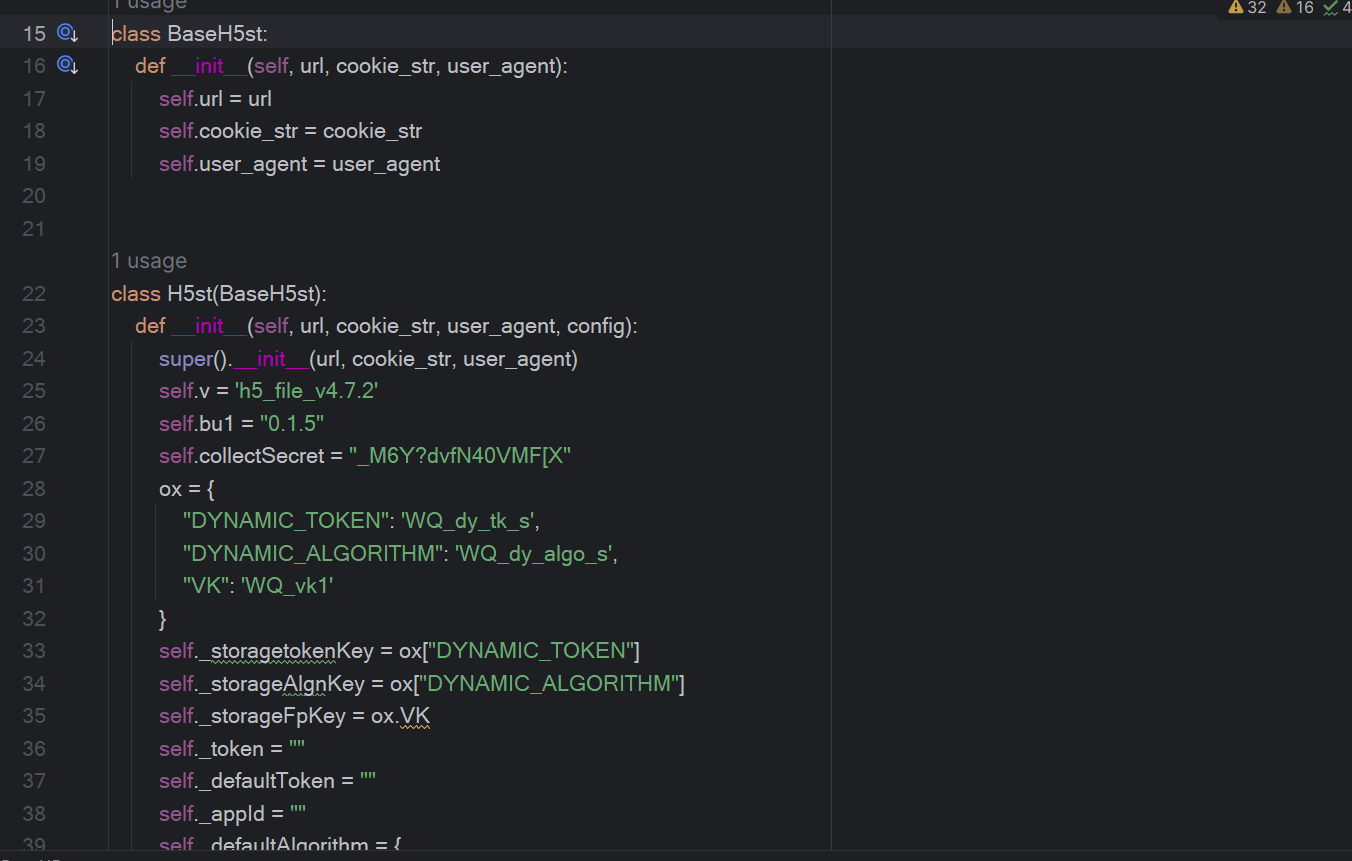 1 usage
32 16 4
15 class BaseH5st:
16 def __init__(self, url, cookie_str, user_agent):
17 self.url = url
18 self.cookie_str = cookie_str
19 self.user_agent = user_agent
20
21
1 usage
22 class H5st(BaseH5st):
23 def __init__(self, url, cookie_str, user_agent, config):
24 super().__init__(url, cookie_str, user_agent)
25 self.v = 'h5_file_v4.7.2'
26 self.bu1 = "0.1.5"
27 self.collectSecret = "_M6Y?dvfN40VMF[X"
28 ox = {
29 "DYNAMIC_TOKEN": 'WQ_dy_tk_s',
30 "DYNAMIC_ALGORITHM": 'WQ_dy_algo_s',
31 "VK": 'WQ_vk1'
32 }
33 self._storagetokenKey = ox["DYNAMIC_TOKEN"]
34 self._storageAlgnKey = ox["DYNAMIC_ALGORITHM"]
35 self._storageFpKey = ox.VK
36 self._token = ""
37 self._defaultToken = ""
38 self._appId = ""
39 self._defaultAlgorithm = {